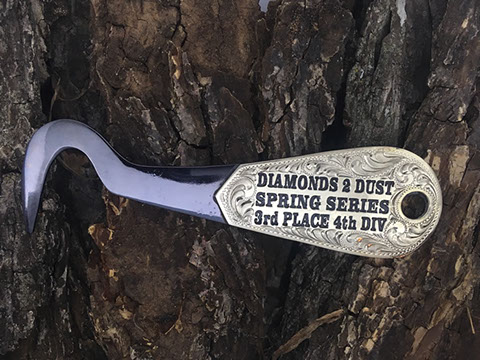 DIAMONDS 2 DUST
SPRING SERIES
3rd PLACE 4th DIV